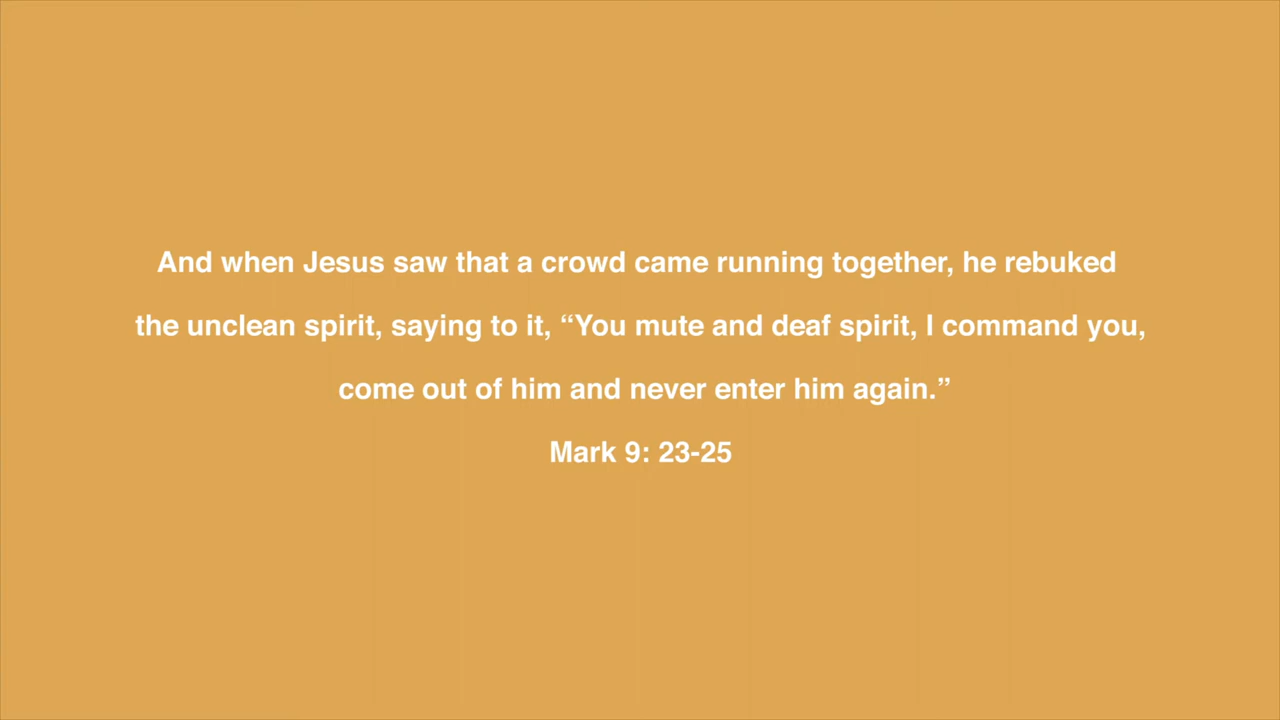 And when Jesus saw that a crowd came running together, he rebuked
the unclean spirit, saying to it, “You mute and deaf spirit, I command you,
come out of him and never enter him again.”
Mark 9: 23-25